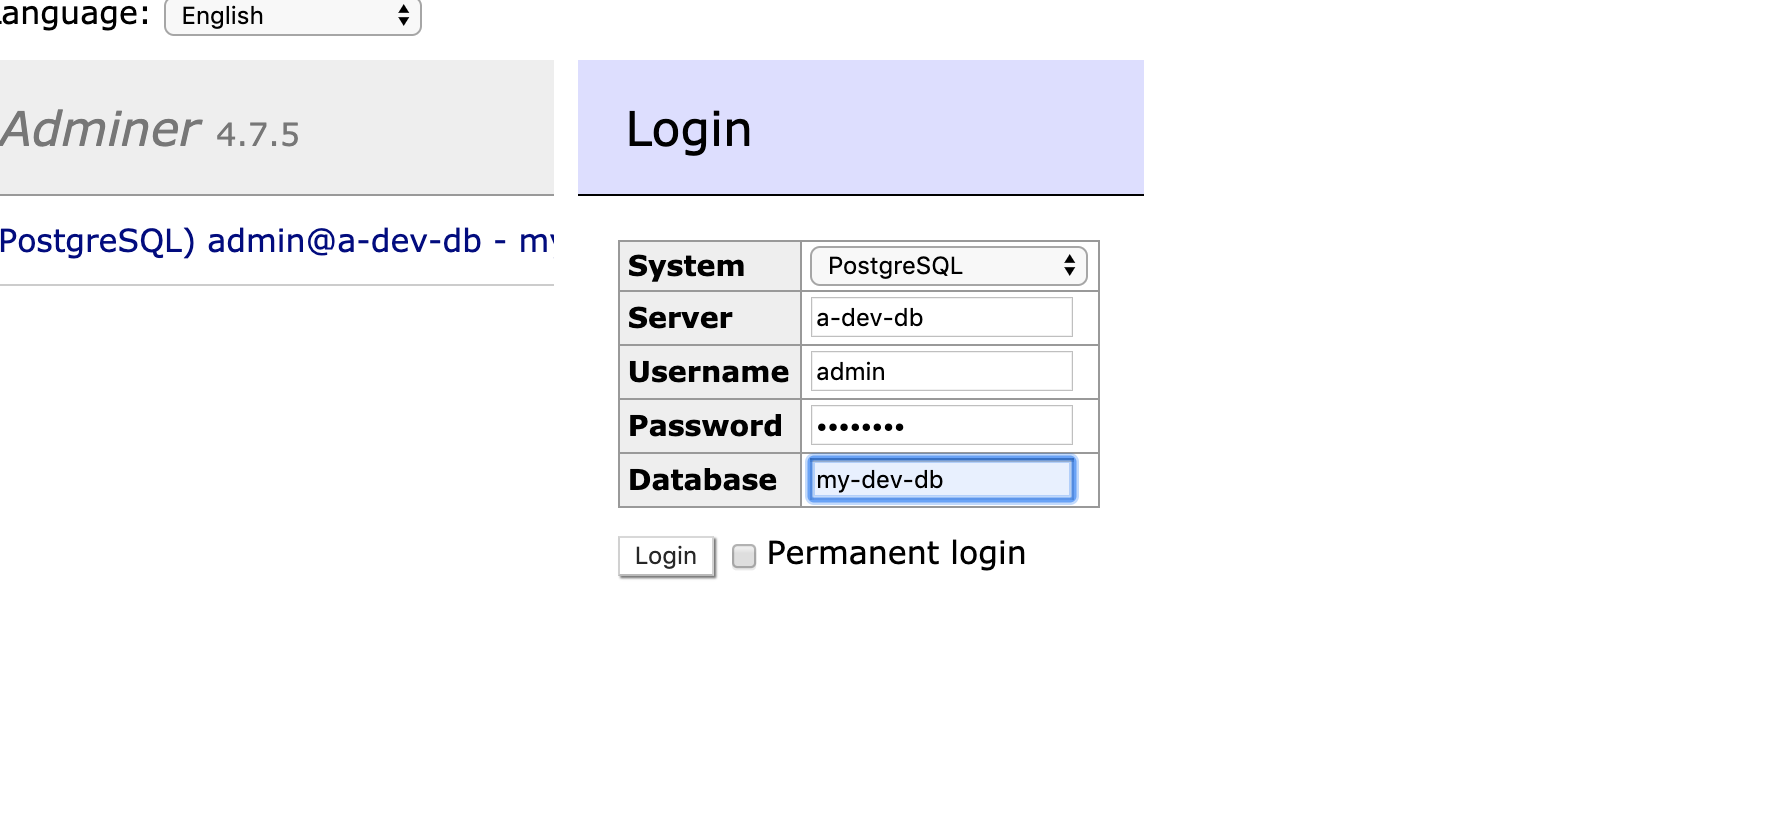 anguage: English
Adminer 4.7.5
PostgreSQL) admin@a-dev-db - my
Login
System PostgreSQL
Server a-dev-db
Username admin
Password ••••••••
Database my-dev-db
Login Permanent login